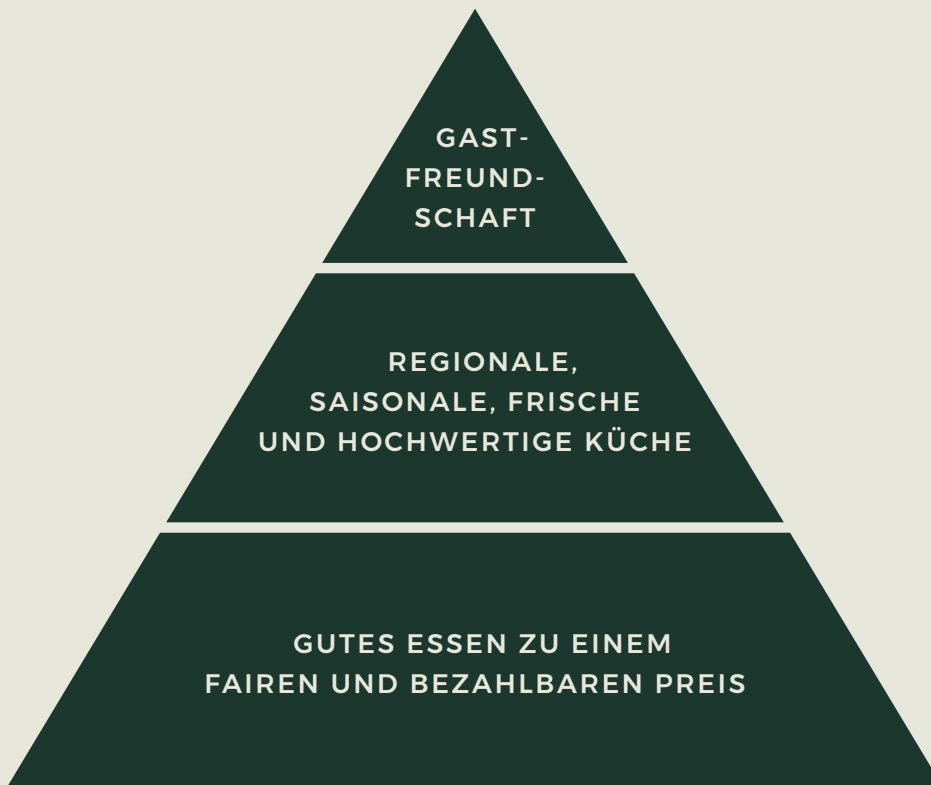 GAST-
FREUND-
SCHAFT
REGIONALE,
SAISONALE, FRISCHE
UND HOCHWERTIGE KÜCHE
GUTES ESSEN ZU EINEM
FAIREN UND BEZAHLBAREN PREIS